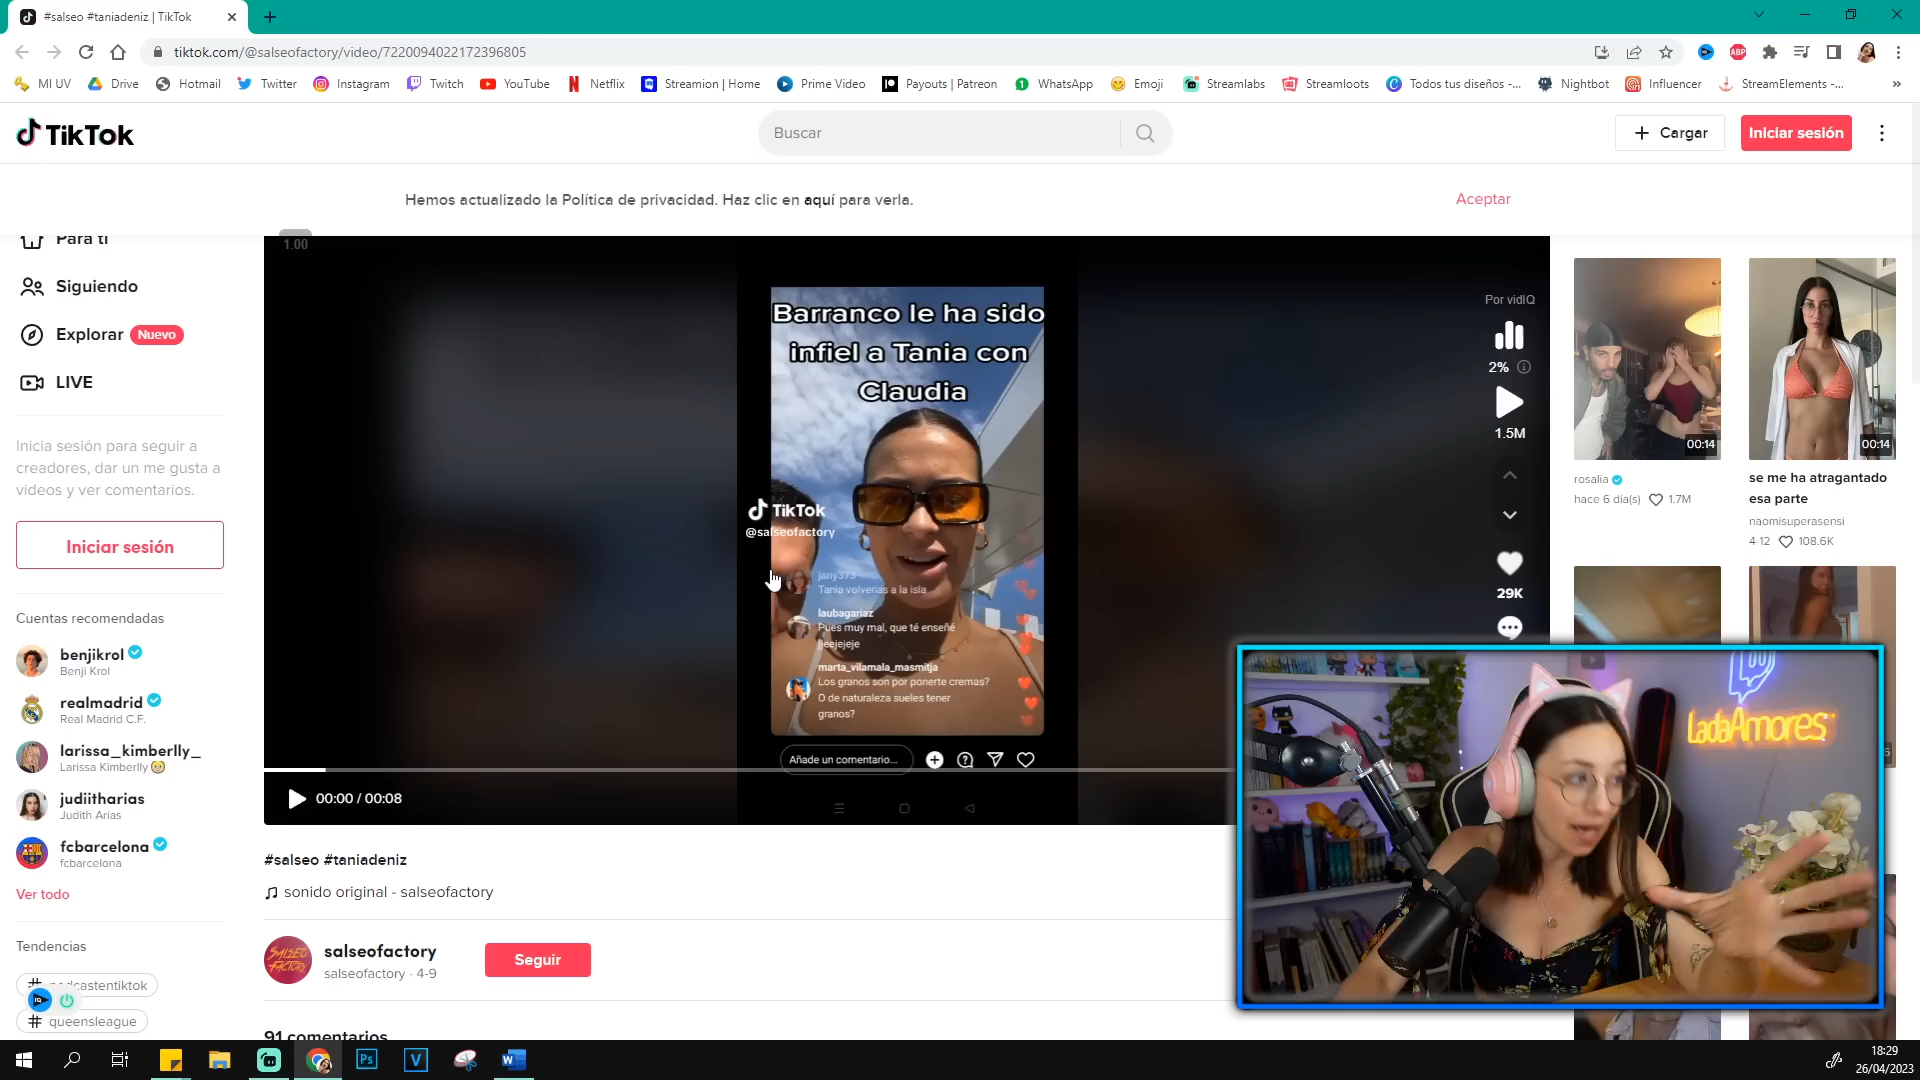 #salseo #taniadeniz | TikTok
tiktok.com/@salseofactory/video/7220094022172396805
MI UV
Drive
Hotmail
Twitter
Instagram
Twitch
YouTube
Netflix
Streamion | Home
Prime Video
Payouts | Patreon
WhatsApp
Emoji
Streamlabs
Streamloots
Todos tus diseños -...
Nightbot
Influencer
StreamElements -...
TikTok
Buscar
Cargar
Iniciar sesión
Hemos actualizado la Política de privacidad. Haz clic en aquí para verla.
Aceptar
Para ti
Siguiendo
Explorar Nuevo
LIVE
Inicia sesión para seguir a
creadores, dar un me gusta a
videos y ver comentarios.
Iniciar sesión
Cuentas recomendadas
benjikrol
Benji Krol
realmadrid
Real Madrid C.F.
larissa_kimberlly_
Larissa Kimberlly
judiitharias
Judith Arias
fcbarcelona
fcbarcelona
Ver todo
Tendencias
podcastentiktok
# queensleague
1.00
Barranco le ha sido
infiel a Tania con
Claudia
TikTok
@salseofactory
jany373
Tania volverías a la isla
laubagariaz
Pues muy mal, que té enseñé
jjeejejeje
marta_vilamala_masmitja
Los granos son por ponerte cremas?
O de naturaleza sueles tener
granos?
Añade un comentario...
00:00 / 00:08
Por vidIQ
2%
1.5M
29K
#salseo #taniadeniz
sonido original - salseofactory
SALSEO
FACTORY
salseofactory
salseofactory · 4-9
Seguir
91 comentarios
00:14
rosalia
hace 6 día(s) 1.7M
00:14
se me ha atragantado
esa parte
naomisuperasensi
4-12 108.6K
LadaAmores
18:29
26/04/2023